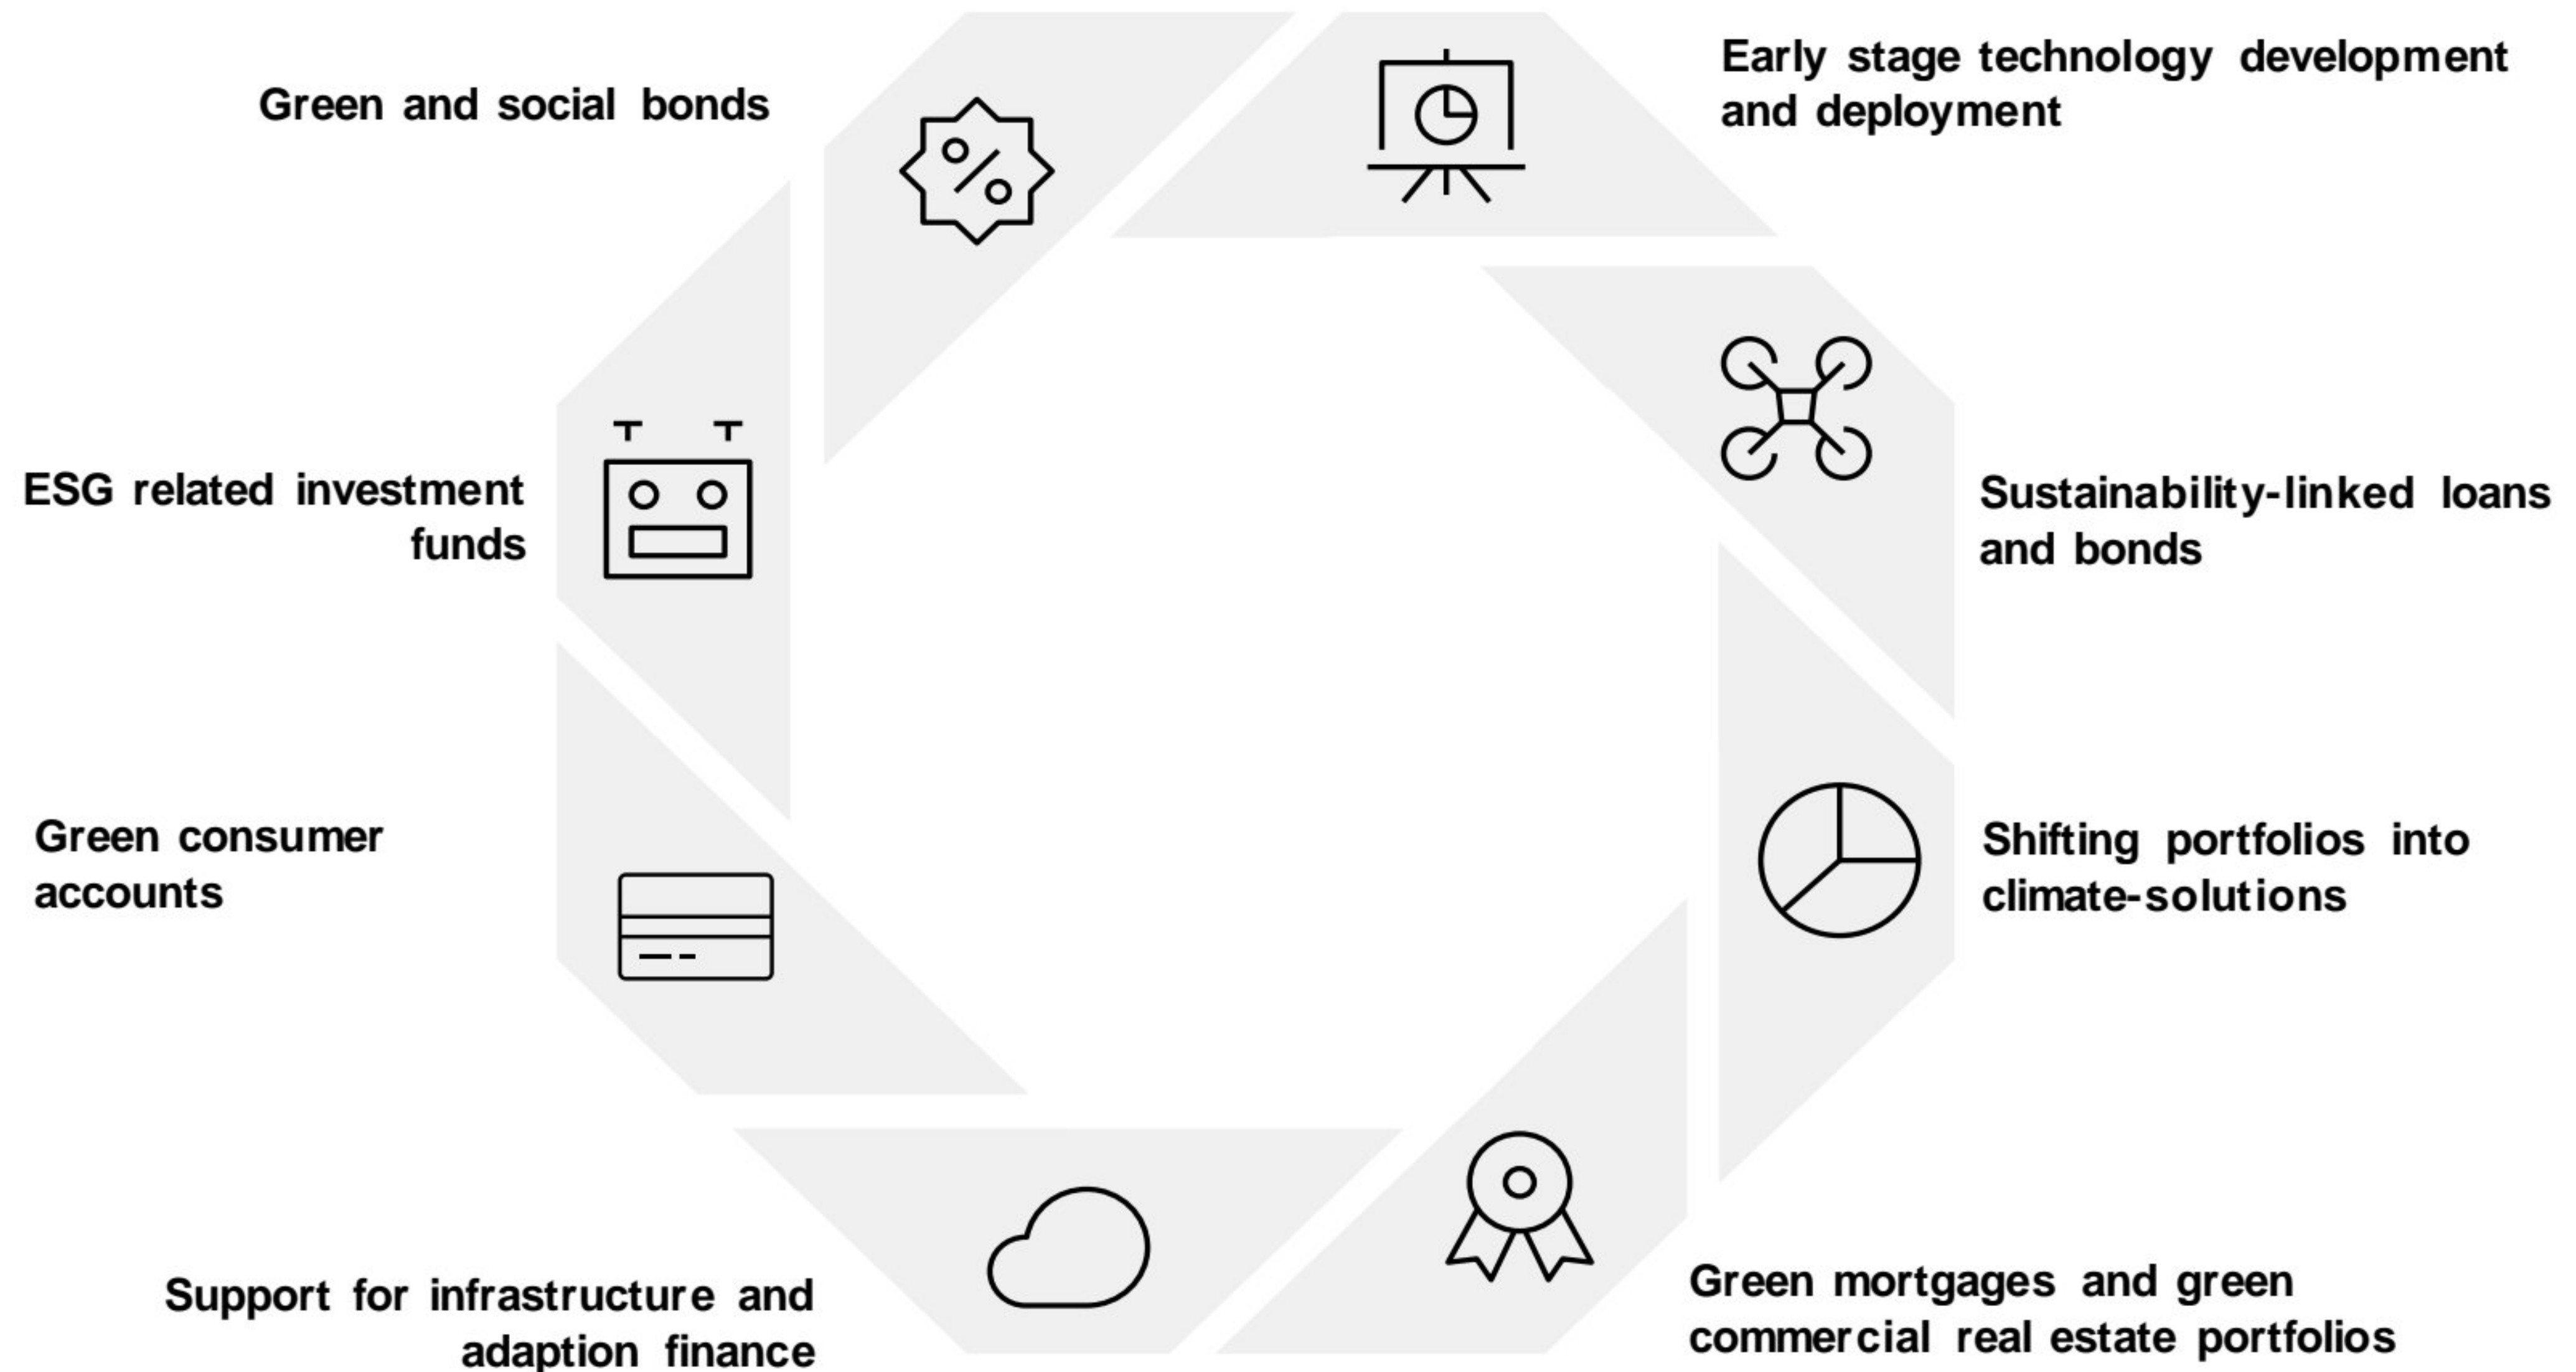 Green and social bonds
Early stage technology development
and deployment
ESG related investment
funds
Sustainability-linked loans
and bonds
Green consumer
accounts
Shifting portfolios into
climate-solutions
Support for infrastructure and
adaption finance
Green mortgages and green
commercial real estate portfolios